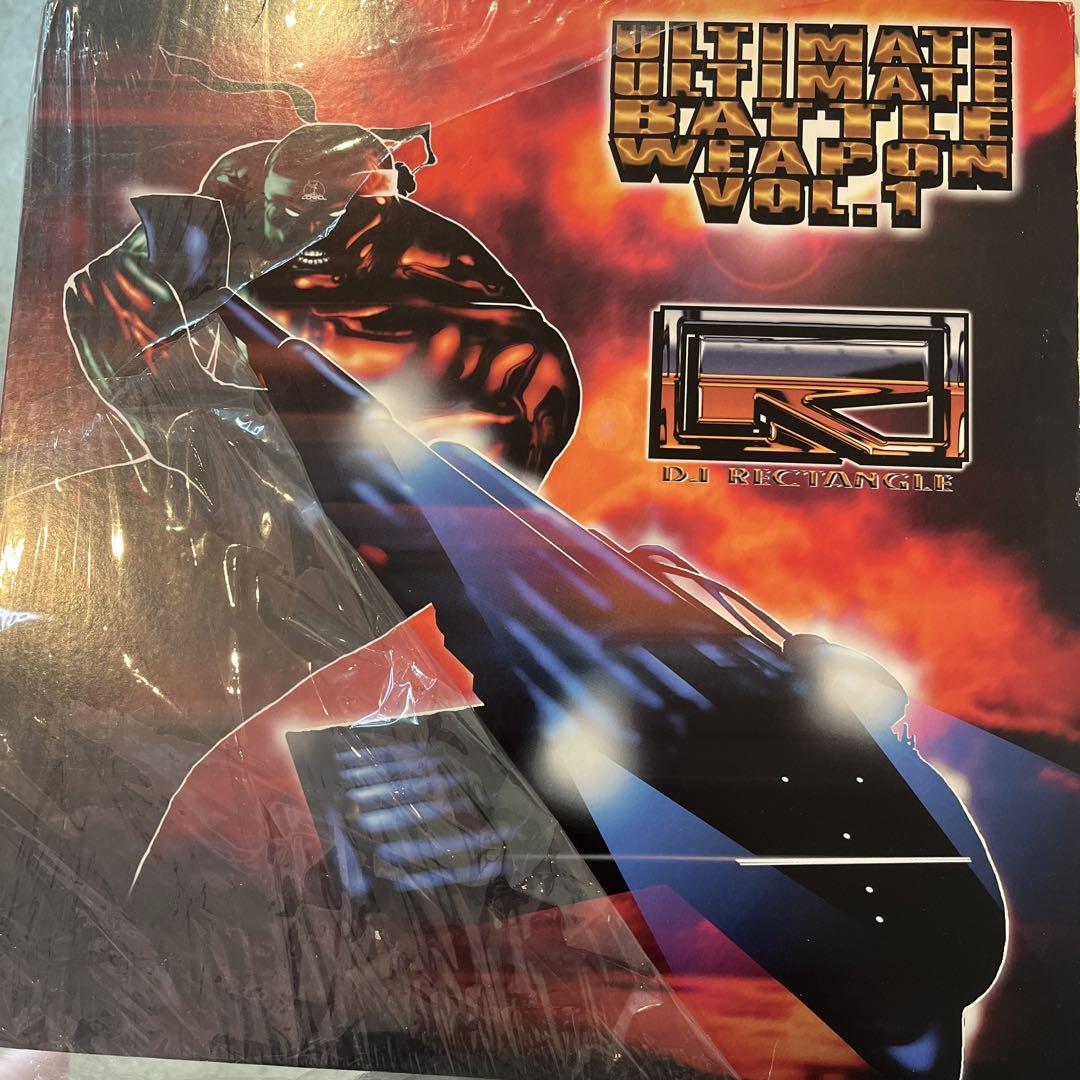 ULTIMATE
ULTIMATE
BATTLE
WEAPON
VOL.1
R
DJ RECTANGLE